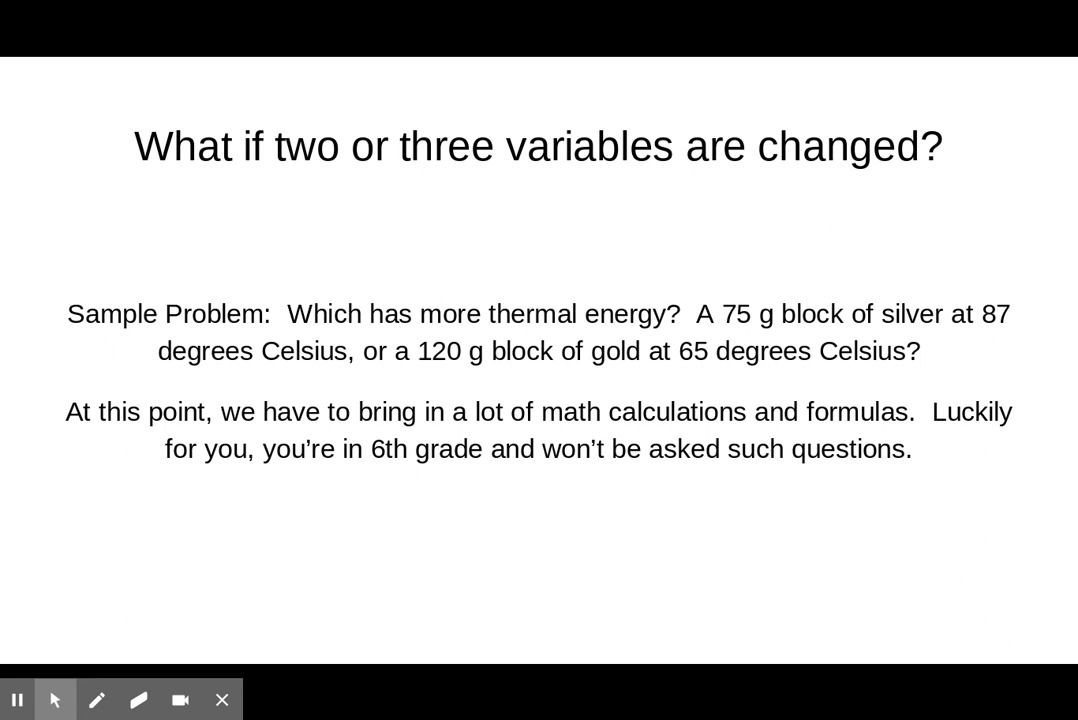 What if two or three variables are changed?
Sample Problem:  Which has more thermal energy?  A 75 g block of silver at 87
degrees Celsius, or a 120 g block of gold at 65 degrees Celsius?
At this point, we have to bring in a lot of math calculations and formulas.  Luckily
for you, you’re in 6th grade and won’t be asked such questions.